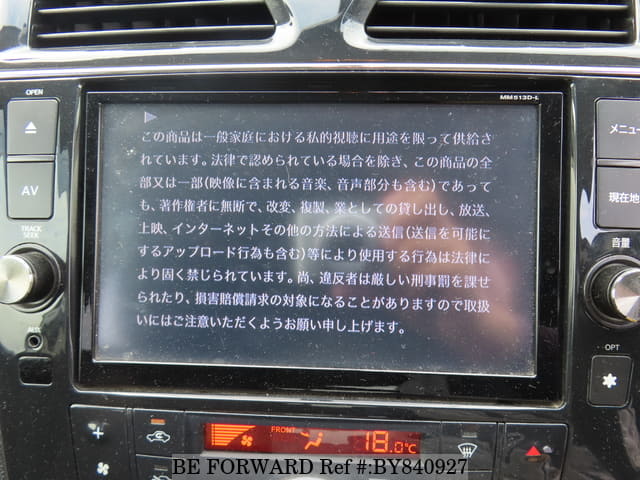 OPEN
MM513D-L
AV
TRACK
SEEK
AUX
メニュー
現在地
音量
OPT
この商品は一般家庭における私的視聴に用途を限って供給さ
れています。法律で認められている場合を除き、この商品の全
部又は一部(映像に含まれる音楽、音声部分も含む)であって
も、著作権者に無断で、改変、複製、業としての貸し出し、放送、
上映、インターネットその他の方法による送信(送信を可能に
するアップロード行為も含む)等により使用する行為は法律に
より固く禁じられています。尚、違反者は厳しい刑事罰を課せ
られたり、損害賠償請求の対象になることがありますので取扱
いにはご注意いただくようお願い申し上げます。
FRONT
18.0℃
BE FORWARD Ref #:BY840927